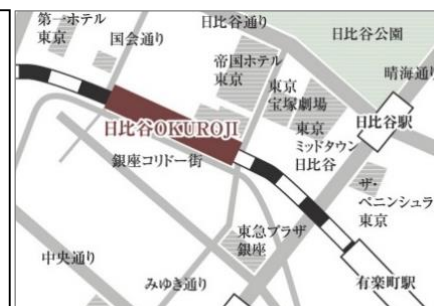 第一ホテル
東京
国会通り
日比谷通り
日比谷公園
帝国ホテル
東京
晴海通り
東京
宝塚劇場
日比谷駅
東京
ミッドタウン
日比谷
日比谷OKUROJI
銀座コリドー街
ザ・
ペニンシュラ
東京
東急プラザ
銀座
中央通り
みゆき通り
有楽町駅